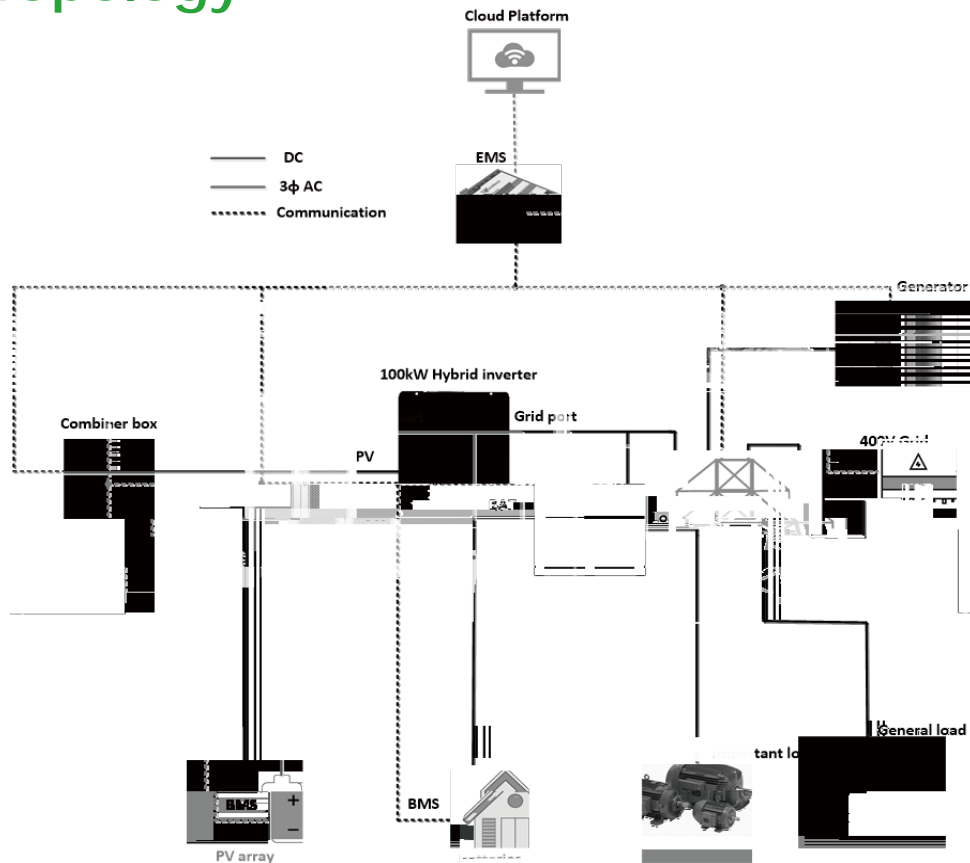 Cloud Platform
DC
EMS
3ϕ AC
Communication
Generator
100kW Hybrid inverter
Combiner box
Grid port
PV
General load
BMS
BMS
+
−
PV array